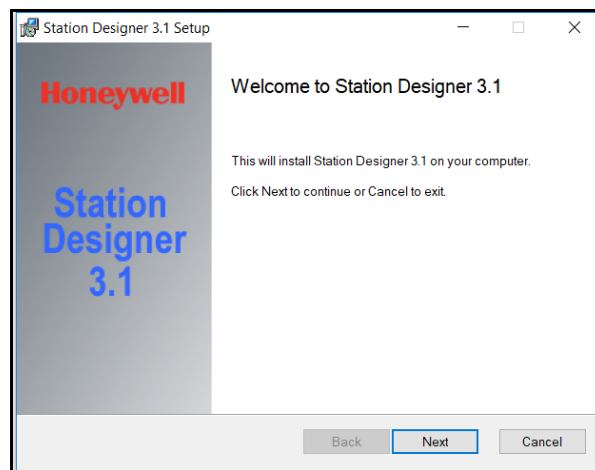 Station Designer 3.1 Setup
Honeywell
Station
Designer
3.1
Welcome to Station Designer 3.1
This will install Station Designer 3.1 on your computer.
Click Next to continue or Cancel to exit.
Back
Next
Cancel